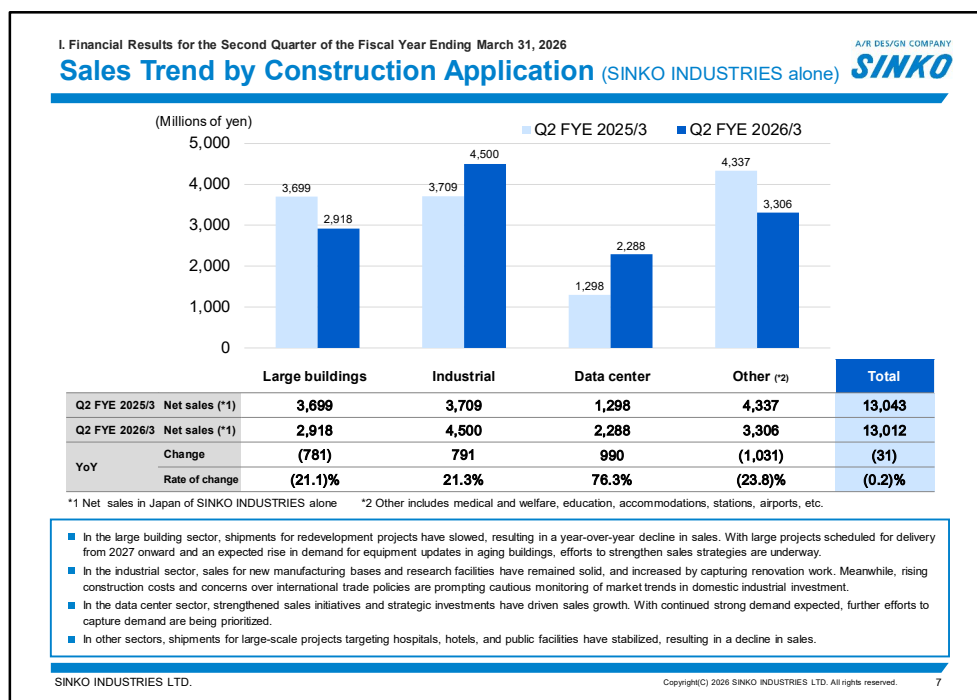 I. Financial Results for the Second Quarter of the Fiscal Year Ending March 31, 2026
Sales Trend by Construction Application (SINKO INDUSTRIES alone)
A/R DES/GN COMPANY
SINKO
(Millions of yen)
Q2 FYE 2025/3 Q2 FYE 2026/3
5,000
4,000
3,000
2,000
1,000
0
3,699
2,918
3,709
4,500
1,298
2,288
4,337
3,306
Large buildings Industrial Data center Other (*2) Total
Q2 FYE 2025/3 Net sales (*1) 3,699 3,709 1,298 4,337 13,043
Q2 FYE 2026/3 Net sales (*1) 2,918 4,500 2,288 3,306 13,012
YoY
Change (781) 791 990 (1,031) (31)
Rate of change (21.1)% 21.3% 76.3% (23.8)% (0.2)%
*1 Net sales in Japan of SINKO INDUSTRIES alone *2 Other includes medical and welfare, education, accommodations, stations, airports, etc.
In the large building sector, shipments for redevelopment projects have slowed, resulting in a year-over-year decline in sales. With large projects scheduled for delivery
from 2027 onward and an expected rise in demand for equipment updates in aging buildings, efforts to strengthen sales strategies are underway.
In the industrial sector, sales for new manufacturing bases and research facilities have remained solid, and increased by capturing renovation work. Meanwhile, rising
construction costs and concerns over international trade policies are prompting cautious monitoring of market trends in domestic industrial investment.
In the data center sector, strengthened sales initiatives and strategic investments have driven sales growth. With continued strong demand expected, further efforts to
capture demand are being prioritized.
In other sectors, shipments for large-scale projects targeting hospitals, hotels, and public facilities have stabilized, resulting in a decline in sales.
SINKO INDUSTRIES LTD.
Copyright(C) 2026 SINKO INDUSTRIES LTD. All rights reserved. 7